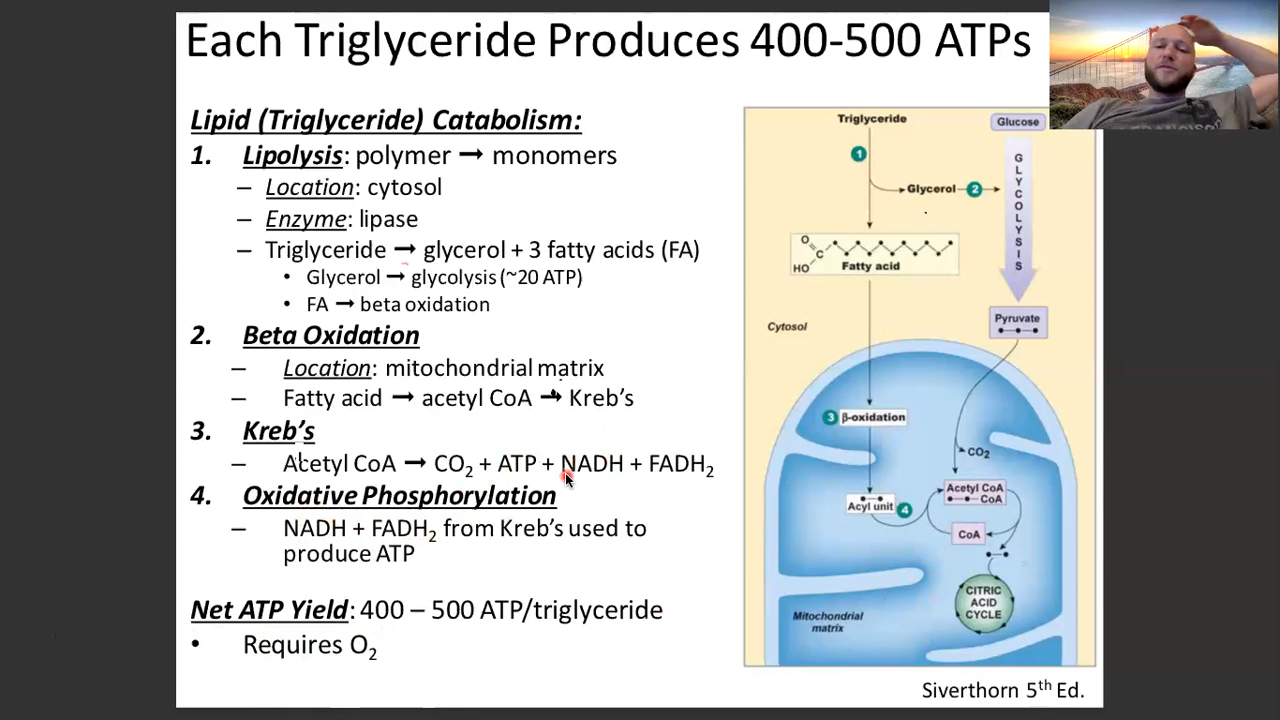 Each Triglyceride Produces 400-500 ATPs
Lipid (Triglyceride) Catabolism:
1. Lipolysis: polymer → monomers
– Location: cytosol
– Enzyme: lipase
– Triglyceride → glycerol + 3 fatty acids (FA)
• Glycerol → glycolysis (~20 ATP)
• FA → beta oxidation
2. Beta Oxidation
– Location: mitochondrial matrix
– Fatty acid → acetyl CoA → Kreb’s
3. Kreb’s
– Acetyl CoA → CO₂ + ATP + NADH + FADH₂
4. Oxidative Phosphorylation
– NADH + FADH₂ from Kreb’s used to
produce ATP
Net ATP Yield: 400 – 500 ATP/triglyceride
• Requires O₂
Triglyceride
Glucose
1
Glycerol 2
GLYCOLYSIS
O
C
HO
Fatty acid
Pyruvate
Cytosol
3 β-oxidation
CO₂
Acyl unit 4
Acetyl CoA
CoA
CoA
CITRIC
ACID
CYCLE
Mitochondrial
matrix
Siverthorn 5th Ed.